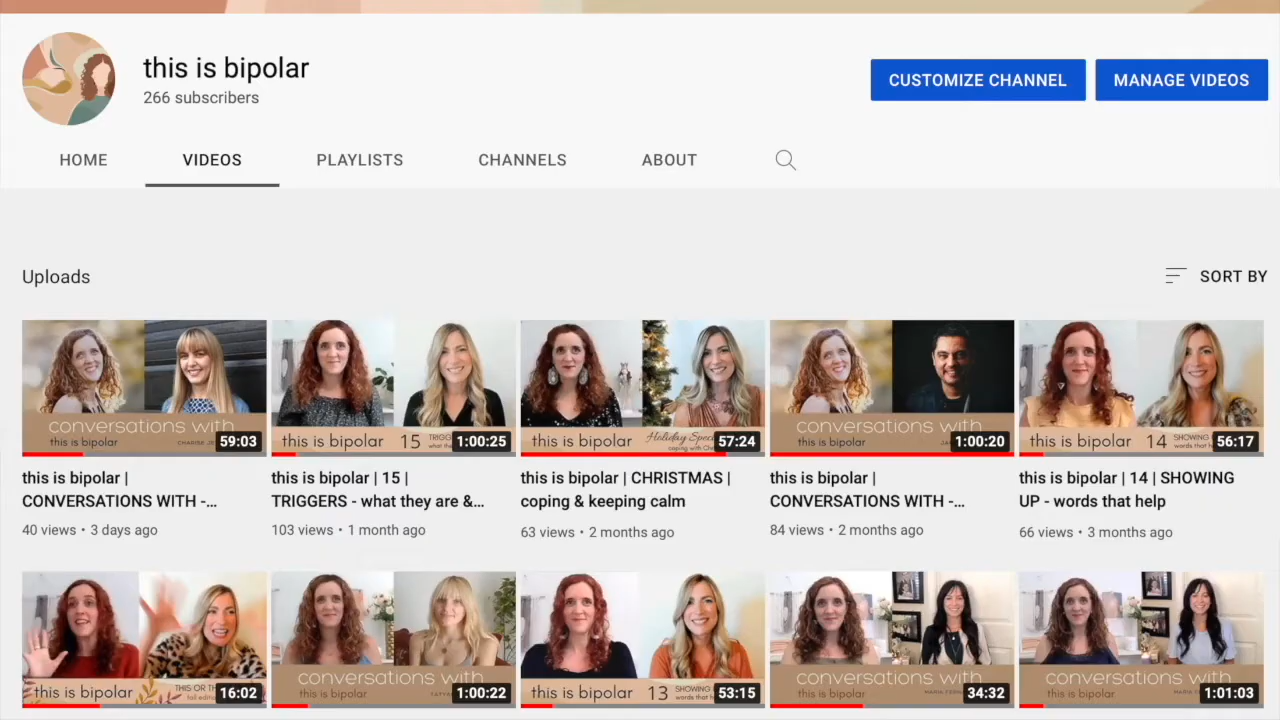 this is bipolar
266 subscribers
CUSTOMIZE CHANNEL
MANAGE VIDEOS
HOME
VIDEOS
PLAYLISTS
CHANNELS
ABOUT
Uploads
SORT BY
conversations with
this is bipolar
59:03
this is bipolar 15
1:00:25
this is bipolar
Holiday
57:24
conversations with
this is bipolar
1:00:20
this is bipolar 14 SHOWING
words that
56:17
this is bipolar |
CONVERSATIONS WITH -...
40 views • 3 days ago
this is bipolar | 15 |
TRIGGERS - what they are &...
103 views • 1 month ago
this is bipolar | CHRISTMAS |
coping & keeping calm
63 views • 2 months ago
this is bipolar |
CONVERSATIONS WITH -...
84 views • 2 months ago
this is bipolar | 14 | SHOWING
UP - words that help
66 views • 3 months ago
this is bipolar
THIS OR
16:02
conversations with
this is bipolar
1:00:22
this is bipolar 13 SHOWING
words that
53:15
conversations with
this is bipolar
34:32
conversations with
this is bipolar
1:01:03